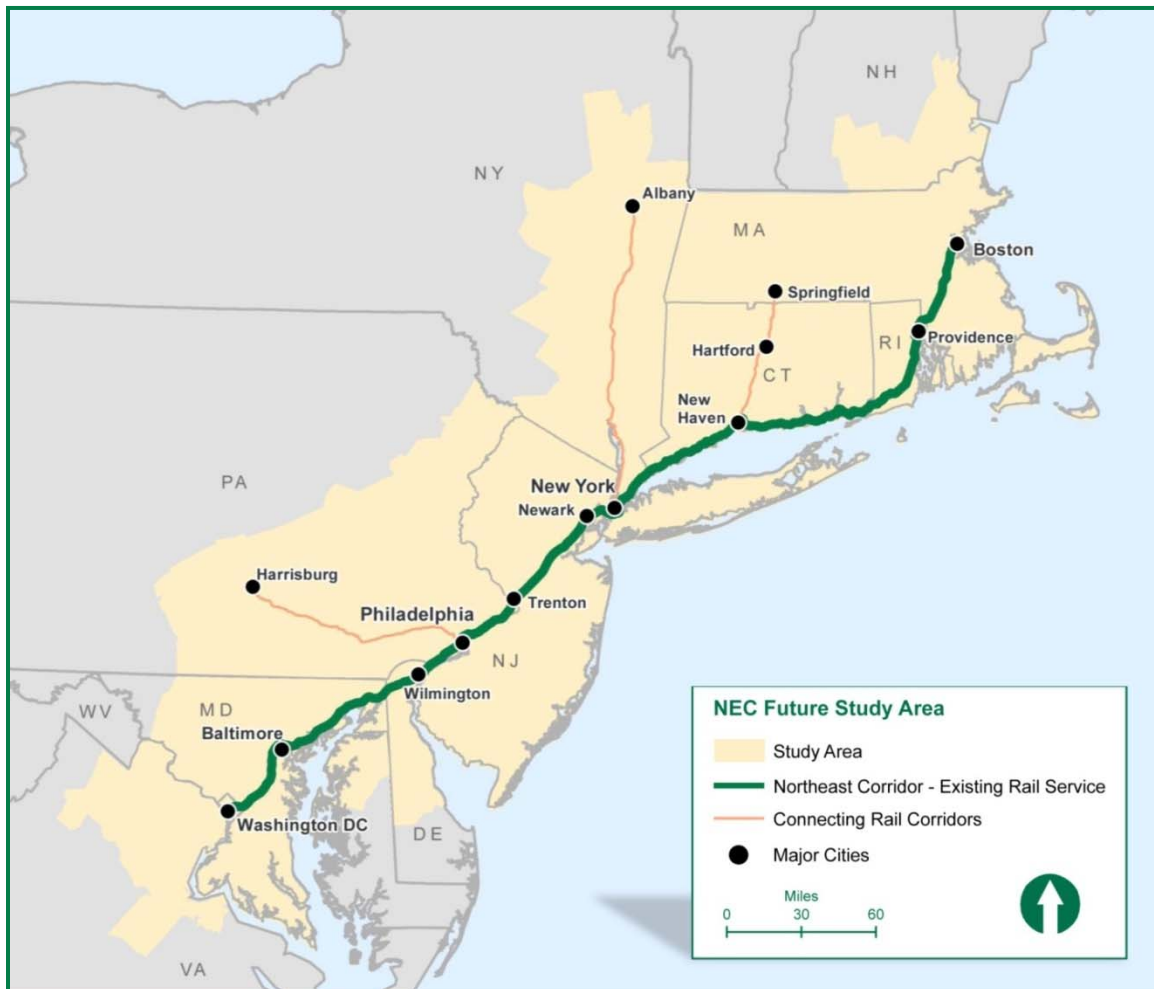 NH
NY
Albany
MA
Boston
Springfield
RI
Providence
Hartford
CT
New
Haven
PA
New York
Newark
Harrisburg
Trenton
Philadelphia
NJ
Wilmington
WV
MD
Baltimore
Washington DC
DE
VA
NEC Future Study Area
Study Area
Northeast Corridor - Existing Rail Service
Connecting Rail Corridors
Major Cities
Miles
0 30 60